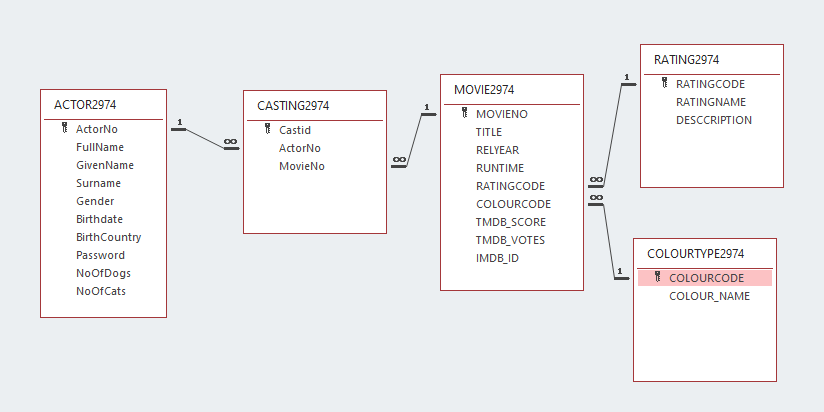 ACTOR2974
ActorNo
FullName
GivenName
Surname
Gender
Birthdate
BirthCountry
Password
NoOfDogs
NoOfCats
1
∞
CASTING2974
Castid
ActorNo
MovieNo
1
∞
MOVIE2974
MOVIENO
TITLE
RELYEAR
RUNTIME
RATINGCODE
COLOURCODE
TMDB_SCORE
TMDB_VOTES
IMDB_ID
1
∞
∞
1
RATING2974
RATINGCODE
RATINGNAME
DESCCRIPTION
COLOURTYPE2974
COLOURCODE
COLOUR_NAME